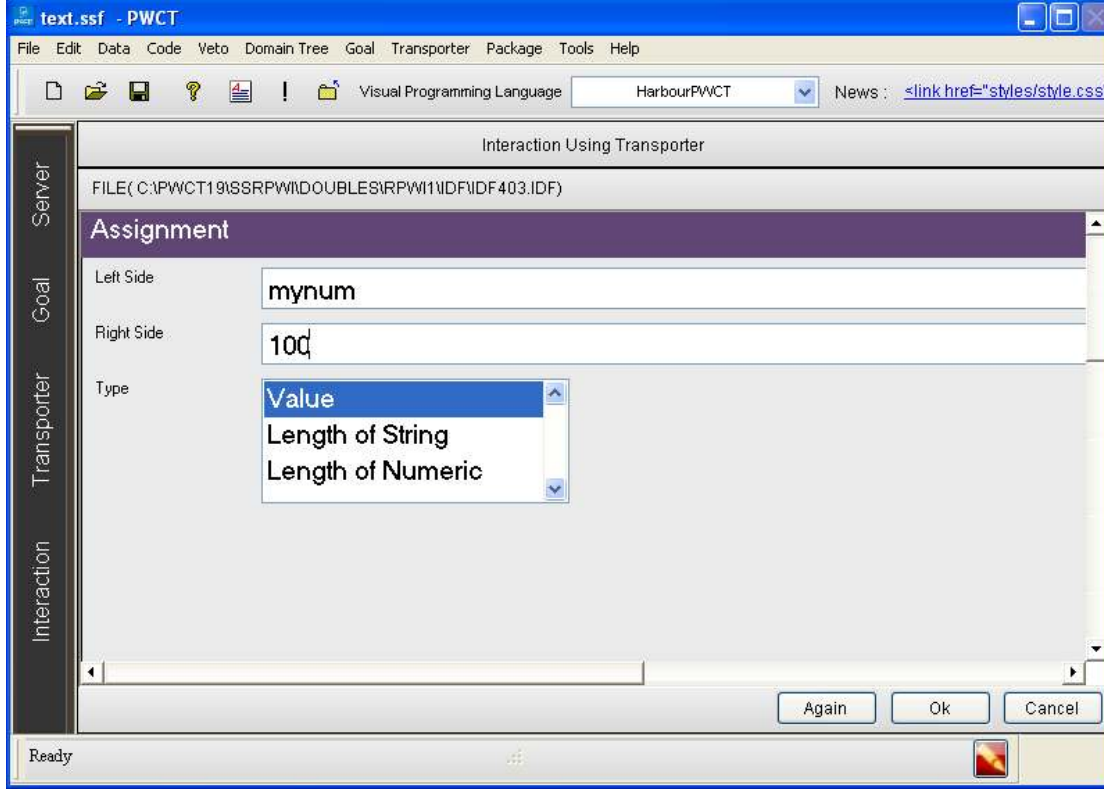 text.ssf - PWCT
File Edit Data Code Veto Domain Tree Goal Transporter Package Tools Help
Visual Programming Language HarbourPWCT News : <link href="styles/style.css"
Interaction Using Transporter
FILE( C:\PWCT19\SSRPWI\DOUBLES\RPWI1\IDF\IDF403.IDF)
Server
Goal
Transporter
Interaction
Assignment
Left Side mynum
Right Side 100
Type Value
Length of String
Length of Numeric
Again Ok Cancel
Ready